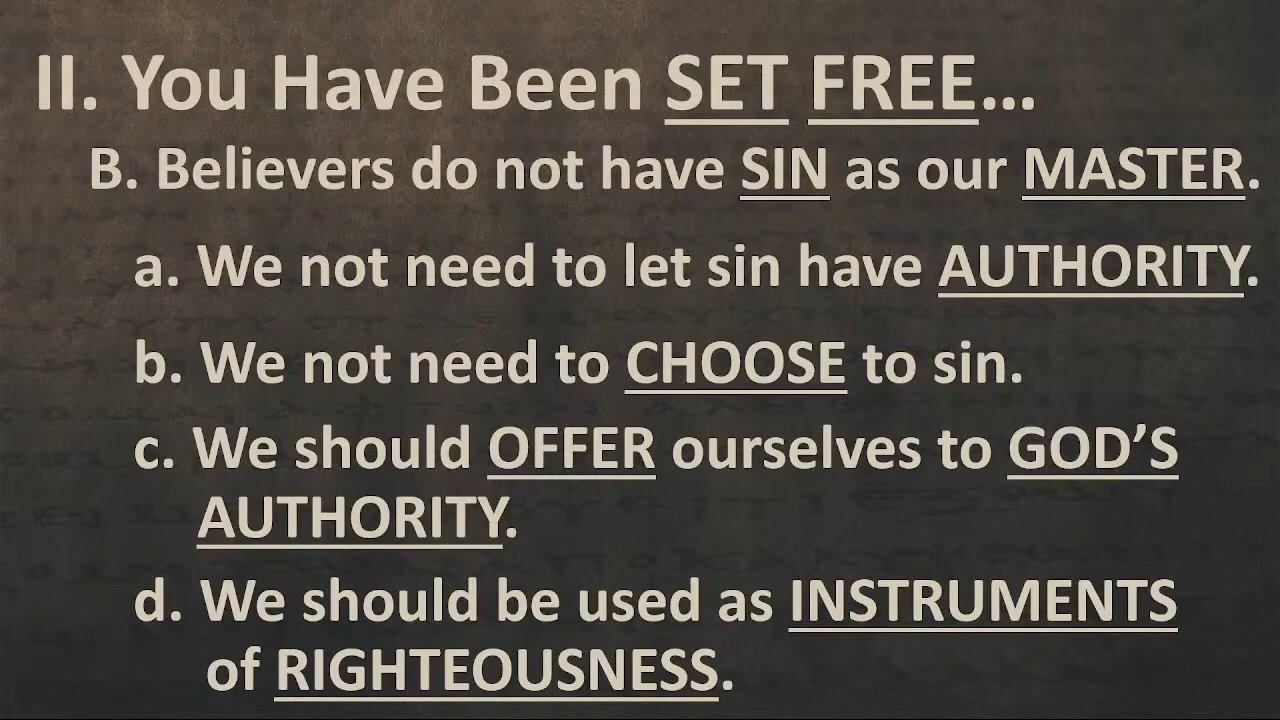 II. You Have Been SET FREE...
B. Believers do not have SIN as our MASTER.
a. We not need to let sin have AUTHORITY.
b. We not need to CHOOSE to sin.
c. We should OFFER ourselves to GOD’S
AUTHORITY.
d. We should be used as INSTRUMENTS
of RIGHTEOUSNESS.